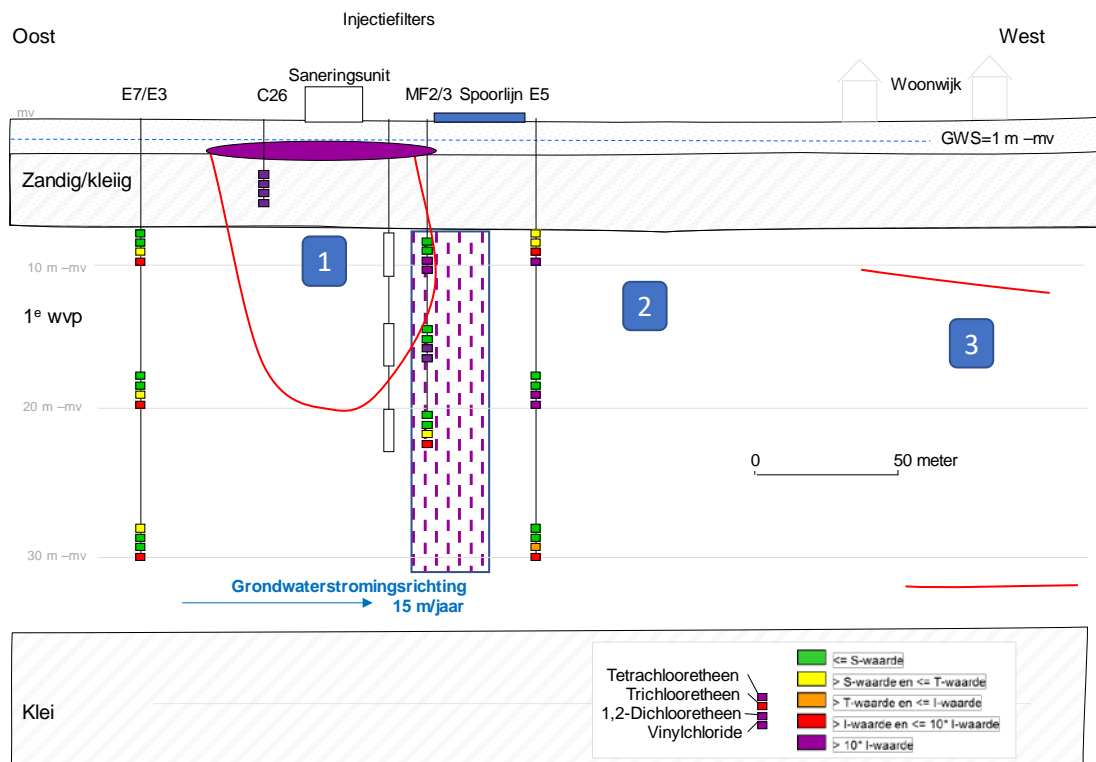 Injectiefilters
Oost
West
Saneringsunit
Woonwijk
E7/E3
C26
MF2/3
Spoorlijn
E5
mv
GWS=1 m –mv
Zandig/kleiig
1
10 m –mv
2
1e wvp
3
20 m –mv
0
50 meter
30 m –mv
Grondwaterstromingsrichting
15 m/jaar
Tetrachlooretheen
Trichlooretheen
1,2-Dichlooretheen
Vinylchloride
<= S-waarde
> S-waarde en <= T-waarde
> T-waarde en <= I-waarde
> I-waarde en <= 10* I-waarde
> 10* I-waarde
Klei